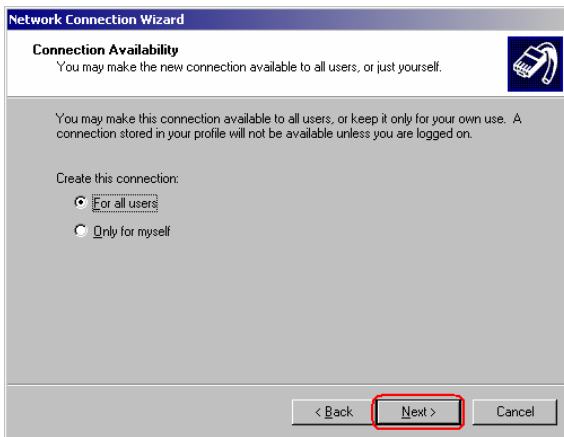 Network Connection Wizard
Connection Availability
You may make the new connection available to all users, or just yourself.
You may make this connection available to all users, or keep it only for your own use. A
connection stored in your profile will not be available unless you are logged on.
Create this connection:
For all users
Only for myself
< Back
Next >
Cancel